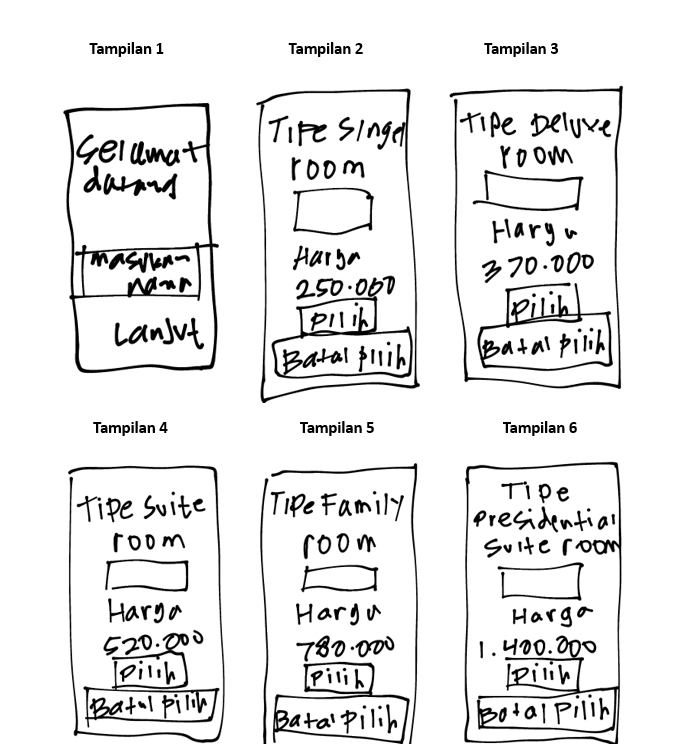 Tampilan 1
Selamat
datang
masukan
nama
Lanjut
Tampilan 2
Tipe Singel
room
Harga
250.000
Pilih
Batal pilih
Tampilan 3
Tipe Deluxe
room
Harga
370.000
Pilih
Batal pilih
Tampilan 4
Tipe Suite
room
Harga
520.000
Pilih
Batal pilih
Tampilan 5
Tipe Family
room
Harga
780.000
Pilih
Batal pilih
Tampilan 6
Tipe
presidential
Suite room
Harga
1.400.000
Pilih
Batal pilih